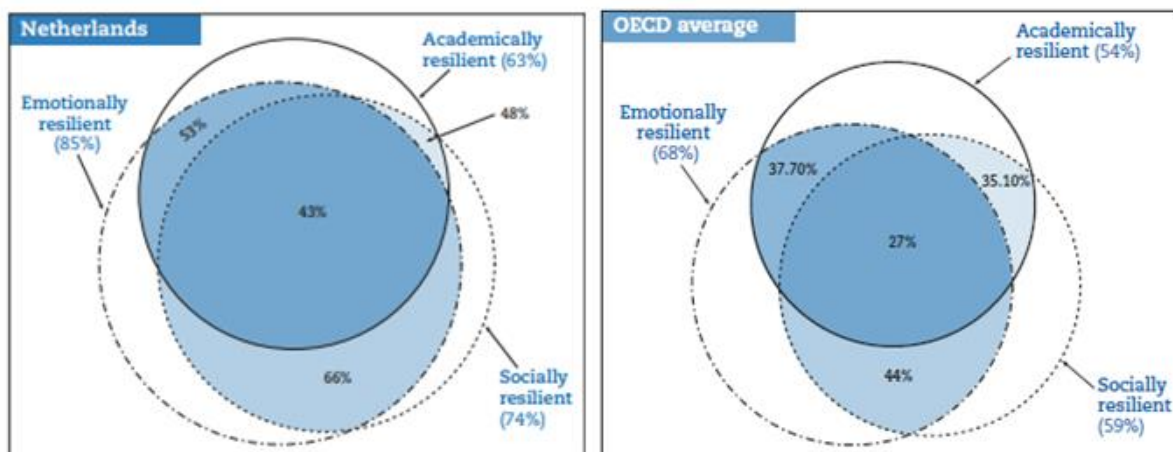 Netherlands
Academically
resilient (63%)
Emotionally
resilient
(85%)
53%
48%
43%
66%
Socially
resilient
(74%)
OECD average
Academically
resilient (54%)
Emotionally
resilient
(68%)
37.70%
35.10%
27%
44%
Socially
resilient
(59%)